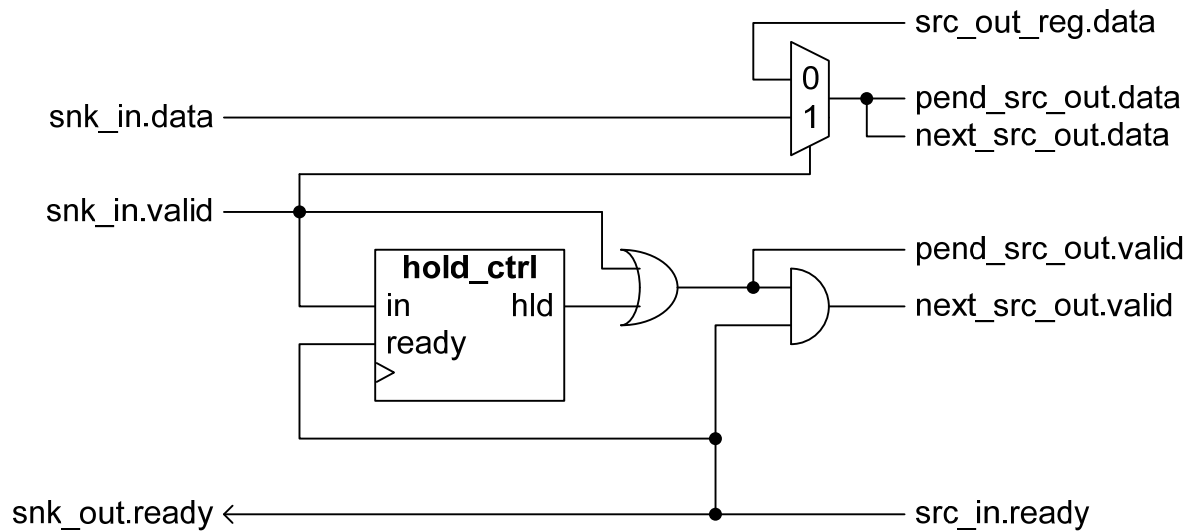 src_out_reg.data
0
pend_src_out.data
snk_in.data
1
next_src_out.data
snk_in.valid
pend_src_out.valid
hold_ctrl
in
hld
next_src_out.valid
ready
snk_out.ready
src_in.ready